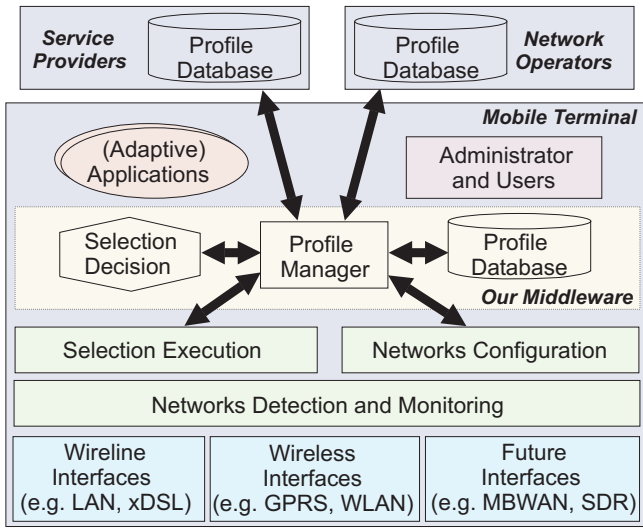 Service
Providers
Profile
Database
Profile
Database
Network
Operators
Mobile Terminal
(Adaptive)
Applications
Administrator
and Users
Selection
Decision
Profile
Manager
Profile
Database
Our Middleware
Selection Execution
Networks Configuration
Networks Detection and Monitoring
Wireline
Interfaces
(e.g. LAN, xDSL)
Wireless
Interfaces
(e.g. GPRS, WLAN)
Future
Interfaces
(e.g. MBWAN, SDR)